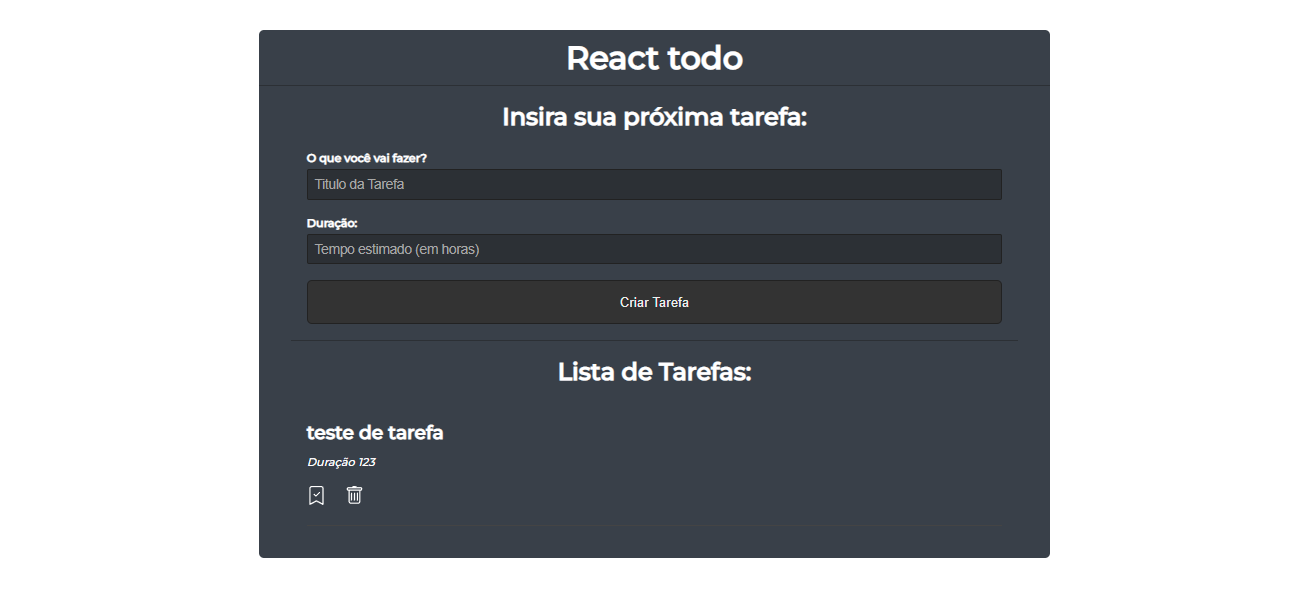 React todo
Insira sua próxima tarefa:
O que você vai fazer?
Titulo da Tarefa
Duração:
Tempo estimado (em horas)
Criar Tarefa
Lista de Tarefas:
teste de tarefa
Duração 123